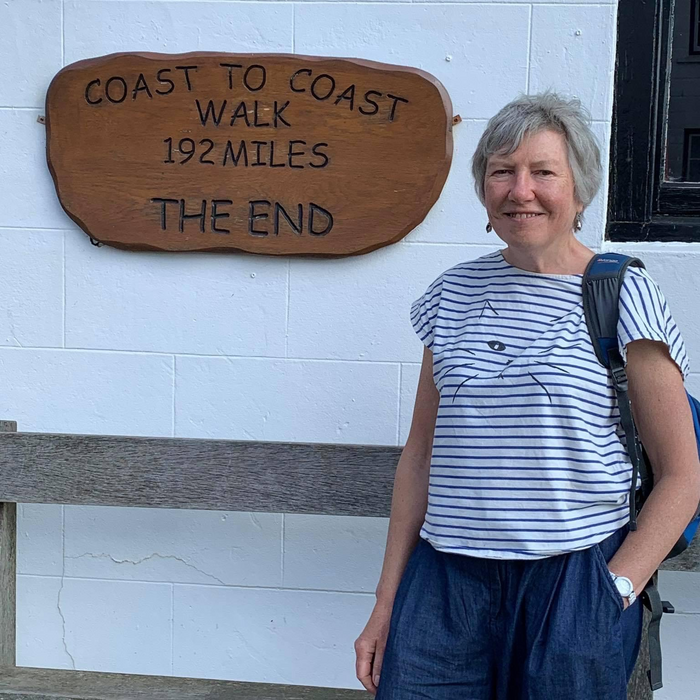 COAST TO COAST
WALK
192 MILES
THE END